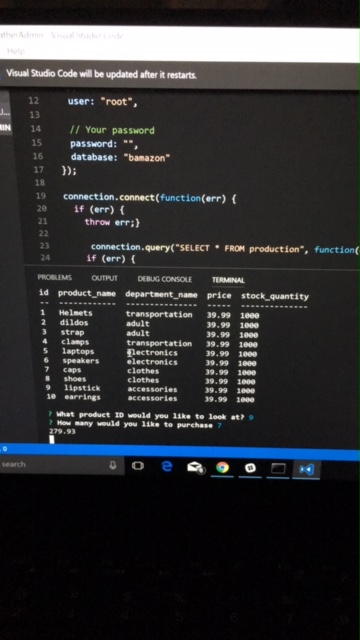 Visual Studio Code
Help
Visual Studio Code will be updated after it restarts.
12 user: "root",
13
14 // Your password
15 password: "",
16 database: "bamazon"
17 });
18
19 connection.connect(function(err) {
20 if (err) {
21 throw err;}
22
23 connection.query("SELECT * FROM production", function(
24 if (err) {
PROBLEMS OUTPUT DEBUG CONSOLE TERMINAL
id product_name department_name price stock_quantity
-- ------------ --------------- ----- --------------
1 Helmets transportation 39.99 1000
2 dildos adult 39.99 1000
3 strap adult 39.99 1000
4 clamps transportation 39.99 1000
5 laptops electronics 39.99 1000
6 speakers electronics 39.99 1000
7 caps clothes 39.99 1000
8 shoes clothes 39.99 1000
9 lipstick accessories 39.99 1000
10 earrings accessories 39.99 1000
? What product ID would you like to look at? 9
? How many would you like to purchase 7
279.93
search